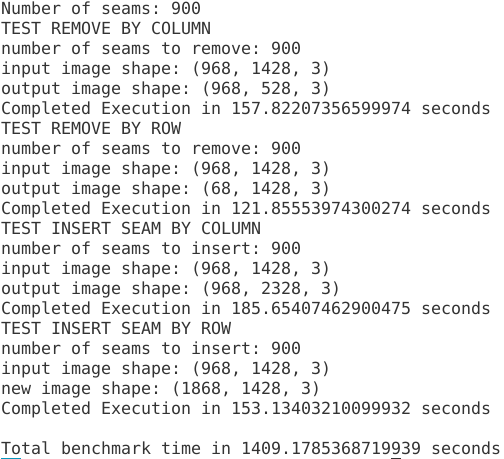 Number of seams: 900
TEST REMOVE BY COLUMN
number of seams to remove: 900
input image shape: (968, 1428, 3)
output image shape: (968, 528, 3)
Completed Execution in 157.82207356599974 seconds
TEST REMOVE BY ROW
number of seams to remove: 900
input image shape: (968, 1428, 3)
output image shape: (68, 1428, 3)
Completed Execution in 121.85553974300274 seconds
TEST INSERT SEAM BY COLUMN
number of seams to insert: 900
input image shape: (968, 1428, 3)
output image shape: (968, 2328, 3)
Completed Execution in 185.65407462900475 seconds
TEST INSERT SEAM BY ROW
number of seams to insert: 900
input image shape: (968, 1428, 3)
new image shape: (1868, 1428, 3)
Completed Execution in 153.13403210099932 seconds
Total benchmark time in 1409.1785368719939 seconds